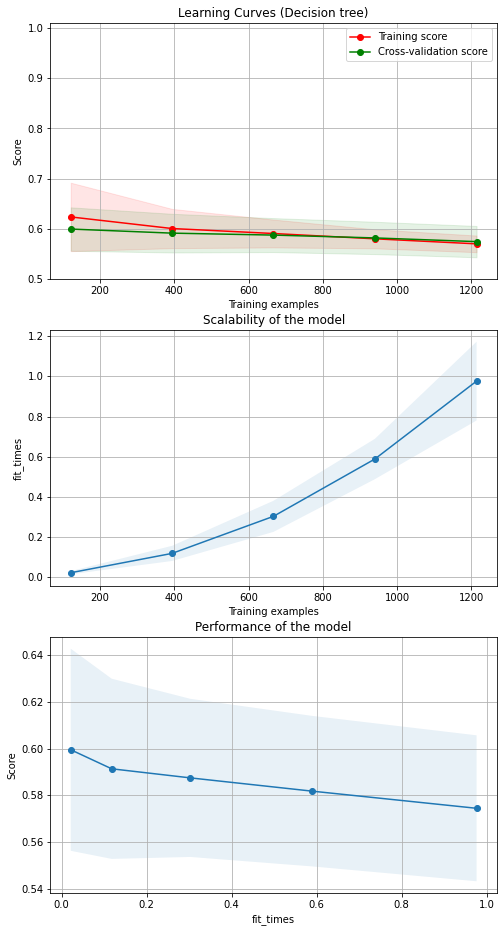 Learning Curves (Decision tree)
1.0
0.9
0.8
0.7
0.6
0.5
Score
Training score
Cross-validation score
200 400 600 800 1000 1200
Training examples
Scalability of the model
1.2
1.0
0.8
0.6
0.4
0.2
0.0
fit_times
200 400 600 800 1000 1200
Training examples
Performance of the model
0.64
0.62
0.60
0.58
0.56
0.54
Score
0.0 0.2 0.4 0.6 0.8 1.0
fit_times